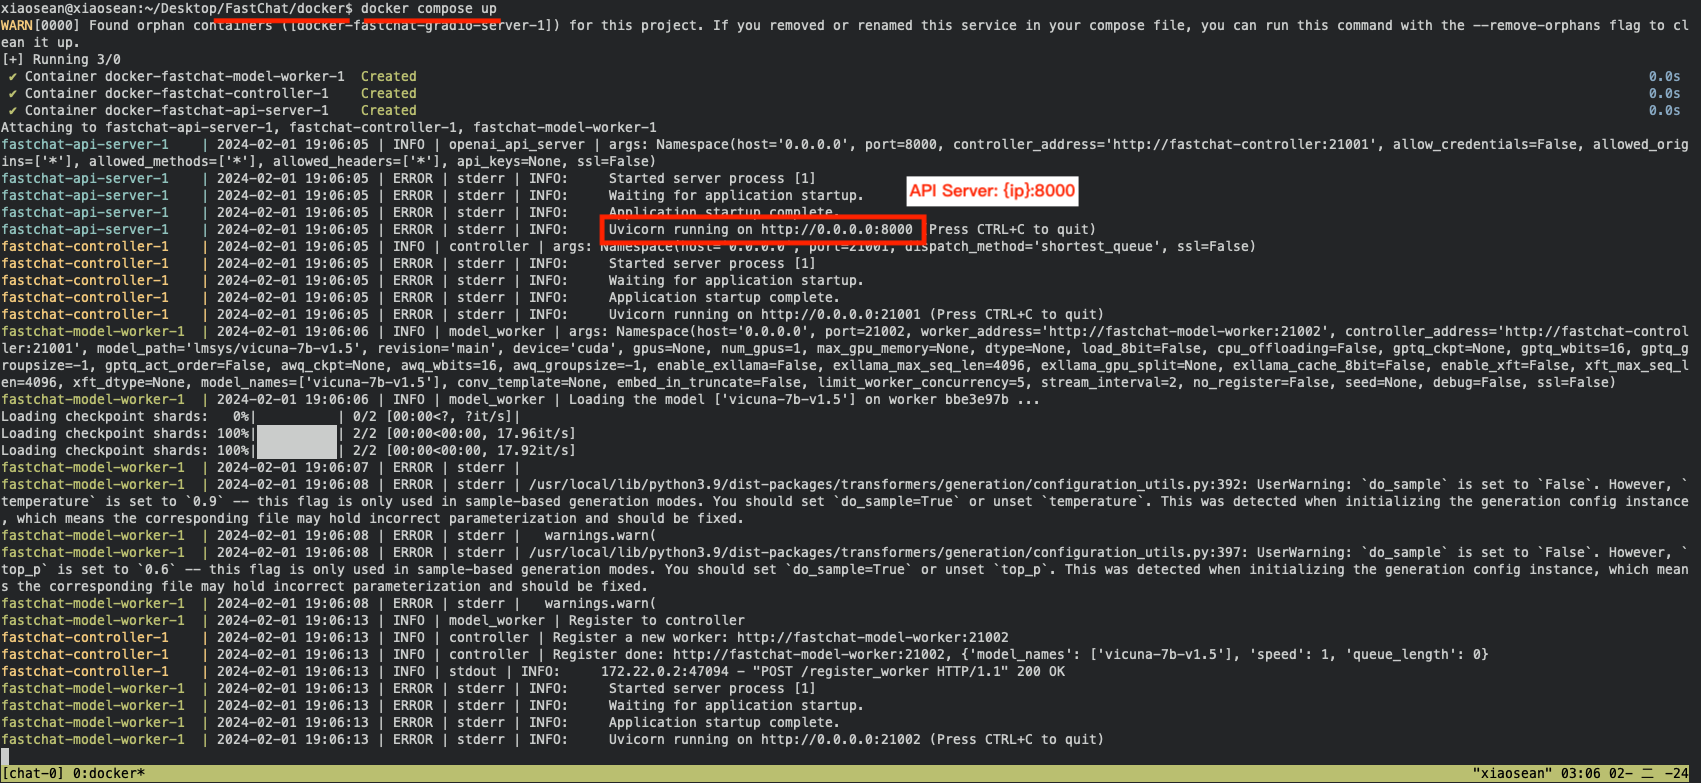 xiaosean@xiaosean:~/Desktop/FastChat/docker$ docker compose up
WARN[0000] Found orphan containers ([docker-fastchat-gradio-server-1]) for this project. If you removed or renamed this service in your compose file, you can run this command with the --remove-orphans flag to cl
ean it up.
[+] Running 3/0
✔ Container docker-fastchat-model-worker-1  Created  0.0s
✔ Container docker-fastchat-controller-1  Created  0.0s
✔ Container docker-fastchat-api-server-1  Created  0.0s
Attaching to fastchat-api-server-1, fastchat-controller-1, fastchat-model-worker-1
fastchat-api-server-1    | 2024-02-01 19:06:05 | INFO | openai_api_server | args: Namespace(host='0.0.0.0', port=8000, controller_address='http://fastchat-controller:21001', allow_credentials=False, allowed_orig
ins=['*'], allowed_methods=['*'], allowed_headers=['*'], api_keys=None, ssl=False)
fastchat-api-server-1    | 2024-02-01 19:06:05 | ERROR | stderr | INFO:     Started server process [1]
fastchat-api-server-1    | 2024-02-01 19:06:05 | ERROR | stderr | INFO:     Waiting for application startup.
API Server: {ip}:8000
fastchat-api-server-1    | 2024-02-01 19:06:05 | ERROR | stderr | INFO:     Application startup complete.
fastchat-api-server-1    | 2024-02-01 19:06:05 | ERROR | stderr | INFO:     Uvicorn running on http://0.0.0.0:8000 (Press CTRL+C to quit)
fastchat-controller-1    | 2024-02-01 19:06:05 | INFO | controller | args: Namespace(host='0.0.0.0', port=21001, dispatch_method='shortest_queue', ssl=False)
fastchat-controller-1    | 2024-02-01 19:06:05 | ERROR | stderr | INFO:     Started server process [1]
fastchat-controller-1    | 2024-02-01 19:06:05 | ERROR | stderr | INFO:     Waiting for application startup.
fastchat-controller-1    | 2024-02-01 19:06:05 | ERROR | stderr | INFO:     Application startup complete.
fastchat-controller-1    | 2024-02-01 19:06:05 | ERROR | stderr | INFO:     Uvicorn running on http://0.0.0.0:21001 (Press CTRL+C to quit)
fastchat-model-worker-1  | 2024-02-01 19:06:06 | INFO | model_worker | args: Namespace(host='0.0.0.0', port=21002, worker_address='http://fastchat-model-worker:21002', controller_address='http://fastchat-control
ler:21001', model_path='lmsys/vicuna-7b-v1.5', revision='main', device='cuda', gpus=None, num_gpus=1, max_gpu_memory=None, dtype=None, load_8bit=False, cpu_offloading=False, gptq_ckpt=None, gptq_wbits=16, gptq_g
roupsize=-1, gptq_act_order=False, awq_ckpt=None, awq_wbits=16, awq_groupsize=-1, enable_exllama=False, exllama_max_seq_len=4096, exllama_gpu_split=None, exllama_cache_8bit=False, enable_xft=False, xft_max_seq_l
en=4096, xft_dtype=None, model_names=['vicuna-7b-v1.5'], conv_template=None, embed_in_truncate=False, limit_worker_concurrency=5, stream_interval=2, no_register=False, seed=None, debug=False, ssl=False)
fastchat-model-worker-1  | 2024-02-01 19:06:06 | INFO | model_worker | Loading the model ['vicuna-7b-v1.5'] on worker bbe3e97b ...
Loading checkpoint shards:   0%|          | 0/2 [00:00<?, ?it/s]|
Loading checkpoint shards: 100%|██████████| 2/2 [00:00<00:00, 17.96it/s]
Loading checkpoint shards: 100%|██████████| 2/2 [00:00<00:00, 17.92it/s]
fastchat-model-worker-1  | 2024-02-01 19:06:07 | ERROR | stderr |
fastchat-model-worker-1  | 2024-02-01 19:06:08 | ERROR | stderr | /usr/local/lib/python3.9/dist-packages/transformers/generation/configuration_utils.py:392: UserWarning: `do_sample` is set to `False`. However, `
temperature` is set to `0.9` -- this flag is only used in sample-based generation modes. You should set `do_sample=True` or unset `temperature`. This was detected when initializing the generation config instance
, which means the corresponding file may hold incorrect parameterization and should be fixed.
fastchat-model-worker-1  | 2024-02-01 19:06:08 | ERROR | stderr |   warnings.warn(
fastchat-model-worker-1  | 2024-02-01 19:06:08 | ERROR | stderr | /usr/local/lib/python3.9/dist-packages/transformers/generation/configuration_utils.py:397: UserWarning: `do_sample` is set to `False`. However, `
top_p` is set to `0.6` -- this flag is only used in sample-based generation modes. You should set `do_sample=True` or unset `top_p`. This was detected when initializing the generation config instance, which mean
s the corresponding file may hold incorrect parameterization and should be fixed.
fastchat-model-worker-1  | 2024-02-01 19:06:08 | ERROR | stderr |   warnings.warn(
fastchat-model-worker-1  | 2024-02-01 19:06:13 | INFO | model_worker | Register to controller
fastchat-controller-1    | 2024-02-01 19:06:13 | INFO | controller | Register a new worker: http://fastchat-model-worker:21002
fastchat-controller-1    | 2024-02-01 19:06:13 | INFO | controller | Register done: http://fastchat-model-worker:21002, {'model_names': ['vicuna-7b-v1.5'], 'speed': 1, 'queue_length': 0}
fastchat-controller-1    | 2024-02-01 19:06:13 | INFO | stdout | INFO:     172.22.0.2:47094 - "POST /register_worker HTTP/1.1" 200 OK
fastchat-model-worker-1  | 2024-02-01 19:06:13 | ERROR | stderr | INFO:     Started server process [1]
fastchat-model-worker-1  | 2024-02-01 19:06:13 | ERROR | stderr | INFO:     Waiting for application startup.
fastchat-model-worker-1  | 2024-02-01 19:06:13 | ERROR | stderr | INFO:     Application startup complete.
fastchat-model-worker-1  | 2024-02-01 19:06:13 | ERROR | stderr | INFO:     Uvicorn running on http://0.0.0.0:21002 (Press CTRL+C to quit)
[chat-0] 0:docker*  "xiaosean" 03:06 02- 二 -24